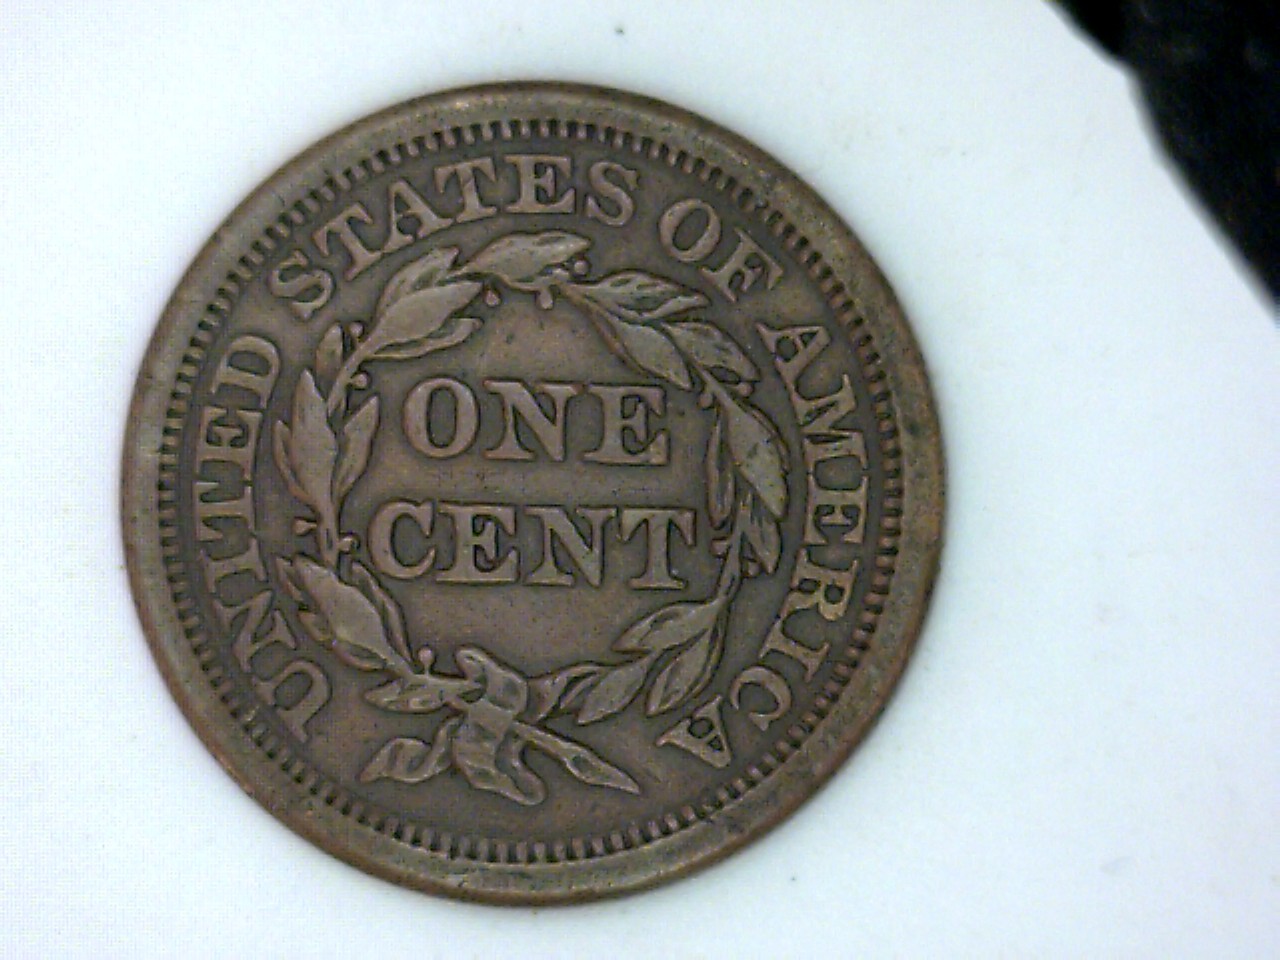 UNITED STATES OF AMERICA
ONE
CENT